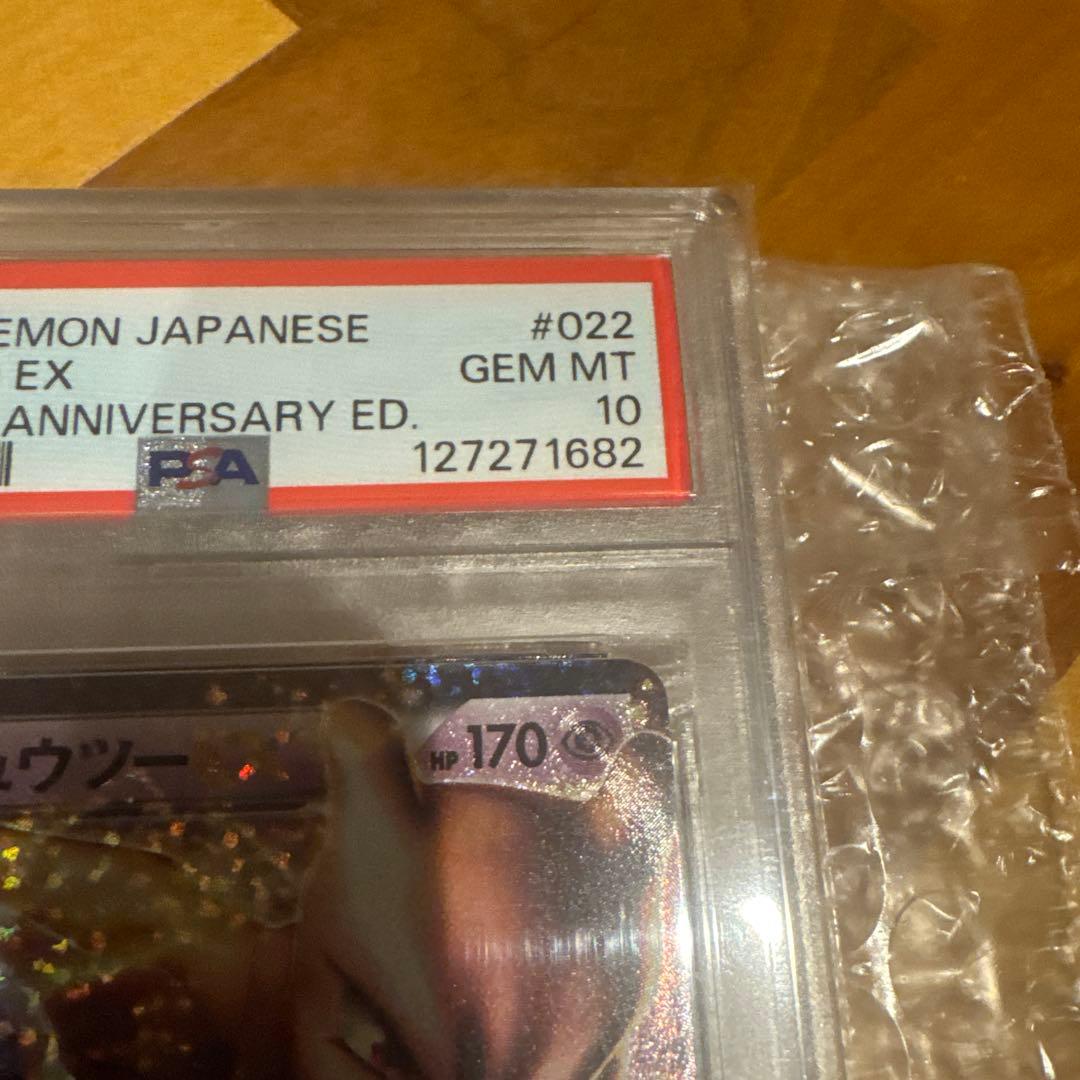 EMON JAPANESE #022
EX GEM MT
ANNIVERSARY ED. 10
PSA 127271682
ュウツー
HP 170